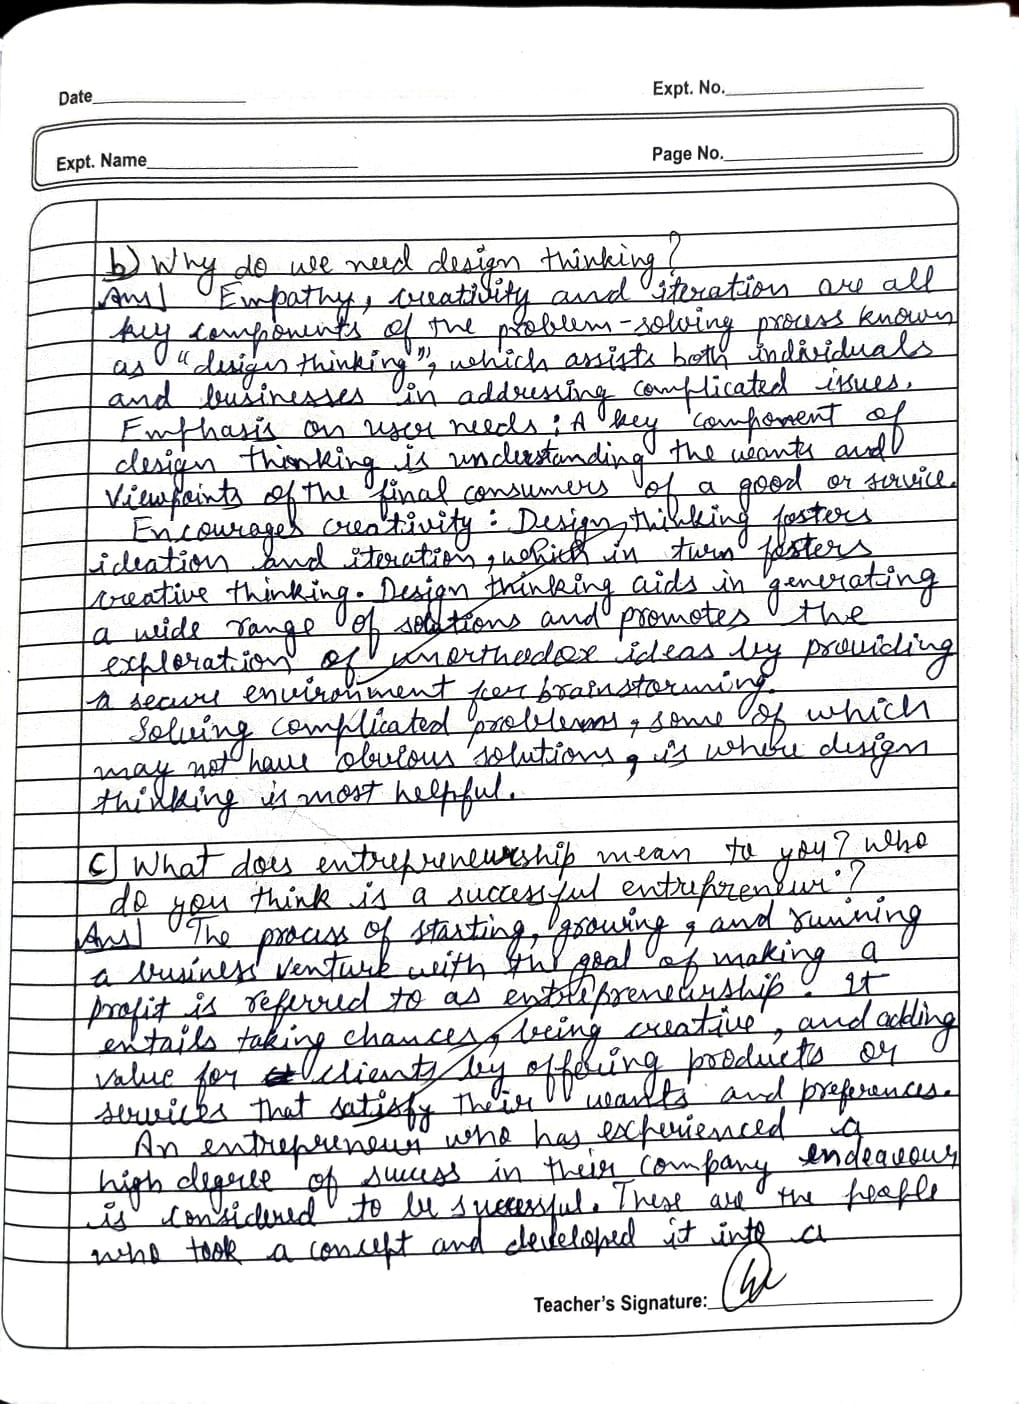 Date
Expt. No.
Expt. Name
Page No.
b) Why do we need design thinking?
Ans] Empathy, creativity and iteration are all
key components of the problem-solving process known
as "design thinking", which assists both individuals
and businesses in addressing complicated issues.
Emphasis on user needs : A key component of
design thinking is understanding the wants and
viewpoints of the final consumers of a good or service.
Encourages creativity : Design thinking fosters
ideation and iteration, which in turn fosters
creative thinking. Design thinking aids in generating
a wide range of solutions and promotes the
exploration of unorthodox ideas by providing
a secure environment for brainstorming.
Solving complicated problems, some of which
may not have obvious solutions, is where design
thinking is most helpful.
c) What does entrepreneurship mean to you? Who
do you think is a successful entrepreneur?
Ans] The process of starting, growing, and running
a business venture with the goal of making a
profit is referred to as entrepreneurship. It
entails taking chances, being creative, and adding
value for clients by offering products or
services that satisfy their wants and preferences.
An entrepreneur who has experienced a
high degree of success in their company endeavour
is considered to be successful. These are the people
who took a concept and developed it into a
Teacher's Signature: